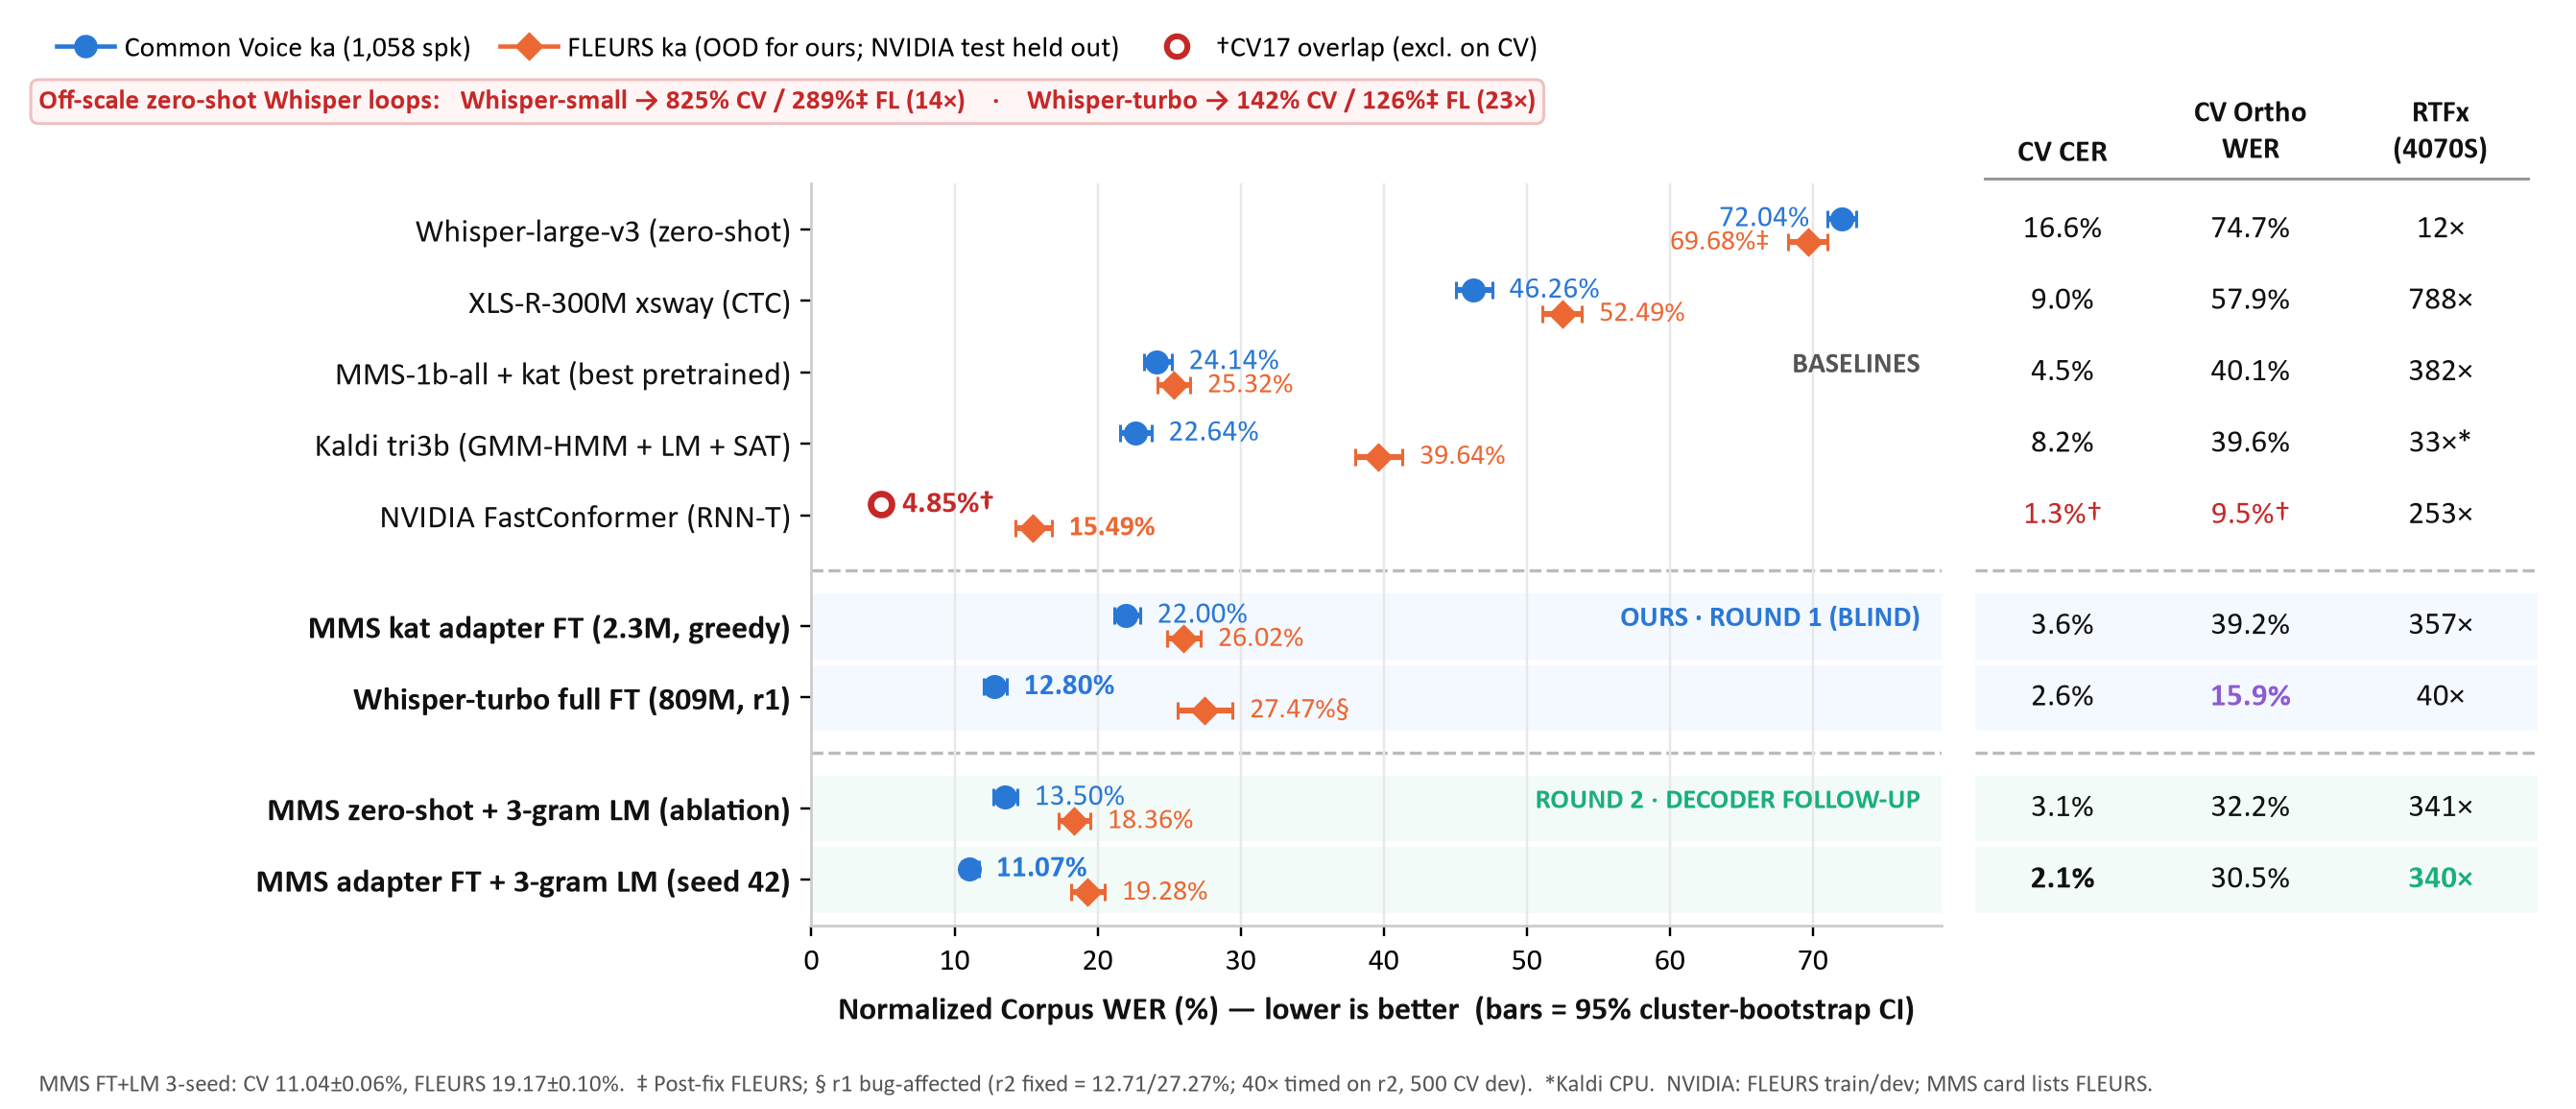 Common Voice ka (1,058 spk) FLEURS ka (OOD for ours; NVIDIA test held out) †CV17 overlap (excl. on CV)
Off-scale zero-shot Whisper loops: Whisper-small → 825% CV / 289%‡ FL (14×) · Whisper-turbo → 142% CV / 126%‡ FL (23×)
CV CER CV Ortho WER RTFx (4070S)
Whisper-large-v3 (zero-shot) 72.04% 69.68%‡ 16.6% 74.7% 12×
XLS-R-300M xsway (CTC) 46.26% 52.49% 9.0% 57.9% 788×
MMS-1b-all + kat (best pretrained) 24.14% 25.32% BASELINES 4.5% 40.1% 382×
Kaldi tri3b (GMM-HMM + LM + SAT) 22.64% 39.64% 8.2% 39.6% 33×*
NVIDIA FastConformer (RNN-T) 4.85%† 15.49% 1.3%† 9.5%† 253×
MMS kat adapter FT (2.3M, greedy) 22.00% 26.02% OURS · ROUND 1 (BLIND) 3.6% 39.2% 357×
Whisper-turbo full FT (809M, r1) 12.80% 27.47%§ 2.6% 15.9% 40×
MMS zero-shot + 3-gram LM (ablation) 13.50% 18.36% ROUND 2 · DECODER FOLLOW-UP 3.1% 32.2% 341×
MMS adapter FT + 3-gram LM (seed 42) 11.07% 19.28% 2.1% 30.5% 340×
0 10 20 30 40 50 60 70
Normalized Corpus WER (%) — lower is better (bars = 95% cluster-bootstrap CI)
MMS FT+LM 3-seed: CV 11.04±0.06%, FLEURS 19.17±0.10%. ‡ Post-fix FLEURS; § r1 bug-affected (r2 fixed = 12.71/27.27%; 40× timed on r2, 500 CV dev). *Kaldi CPU. NVIDIA: FLEURS train/dev; MMS card lists FLEURS.